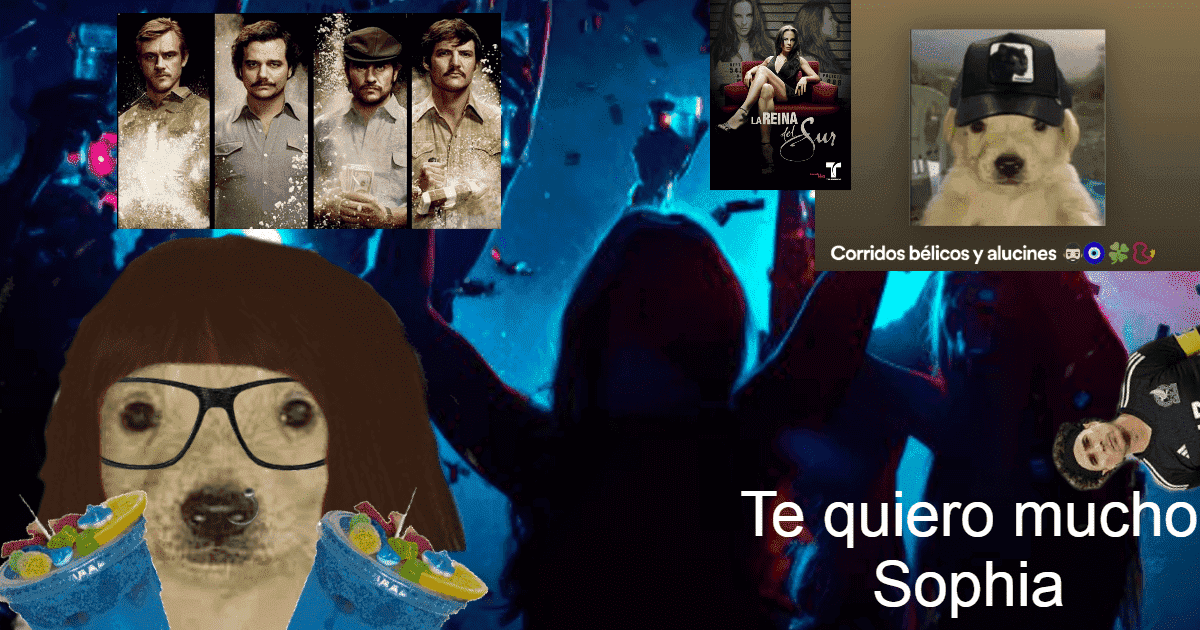 LA REINA
del Sur
T
Corridos bélicos y alucines 🧔🏻🧿🍀📿
Te quiero mucho
Sophia